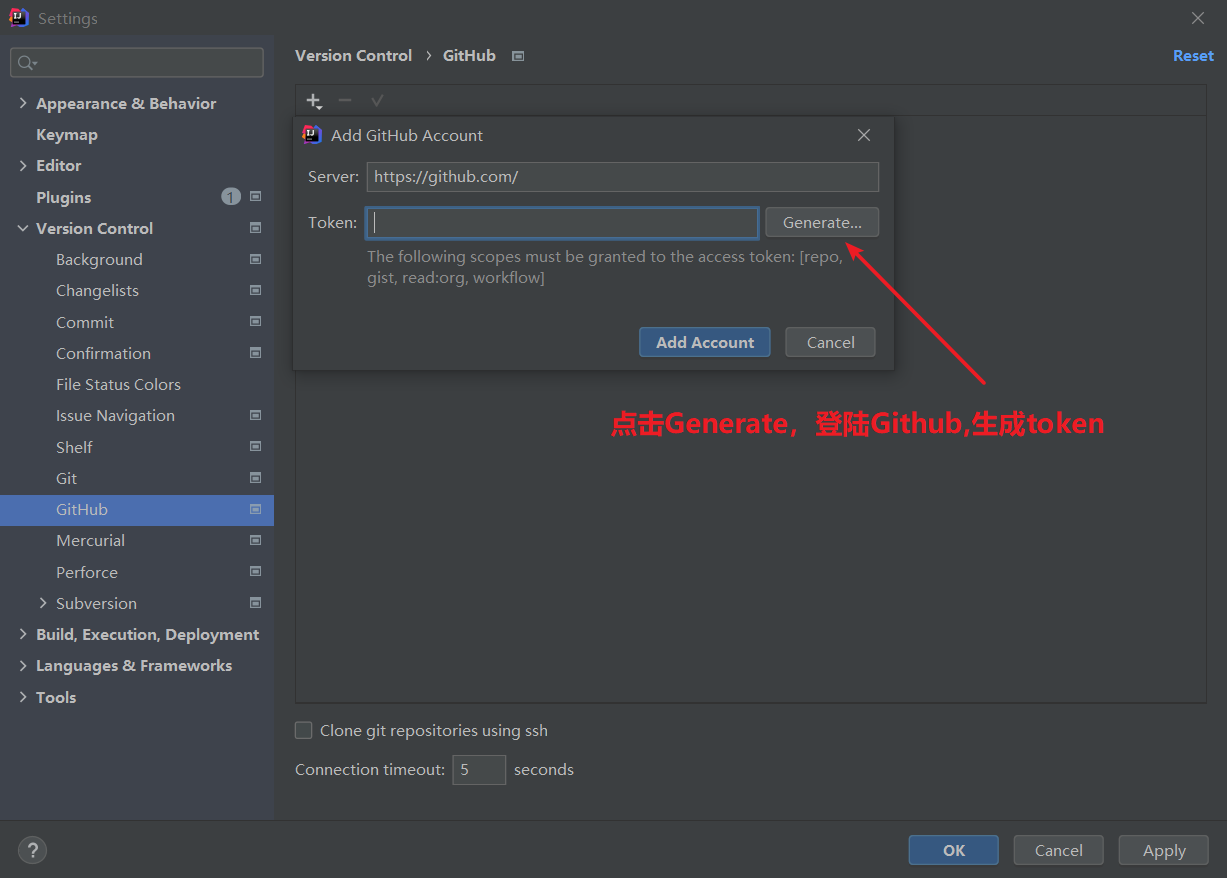 Settings
Version Control › GitHub
Reset
Appearance & Behavior
Keymap
Editor
Plugins 1
Version Control
Background
Changelists
Commit
Confirmation
File Status Colors
Issue Navigation
Shelf
Git
GitHub
Mercurial
Perforce
Subversion
Build, Execution, Deployment
Languages & Frameworks
Tools
Add GitHub Account
Server: https://github.com/
Token: Generate...
The following scopes must be granted to the access token: [repo,
gist, read:org, workflow]
Add Account Cancel
点击Generate，登陆Github,生成token
Clone git repositories using ssh
Connection timeout: 5 seconds
? OK Cancel Apply